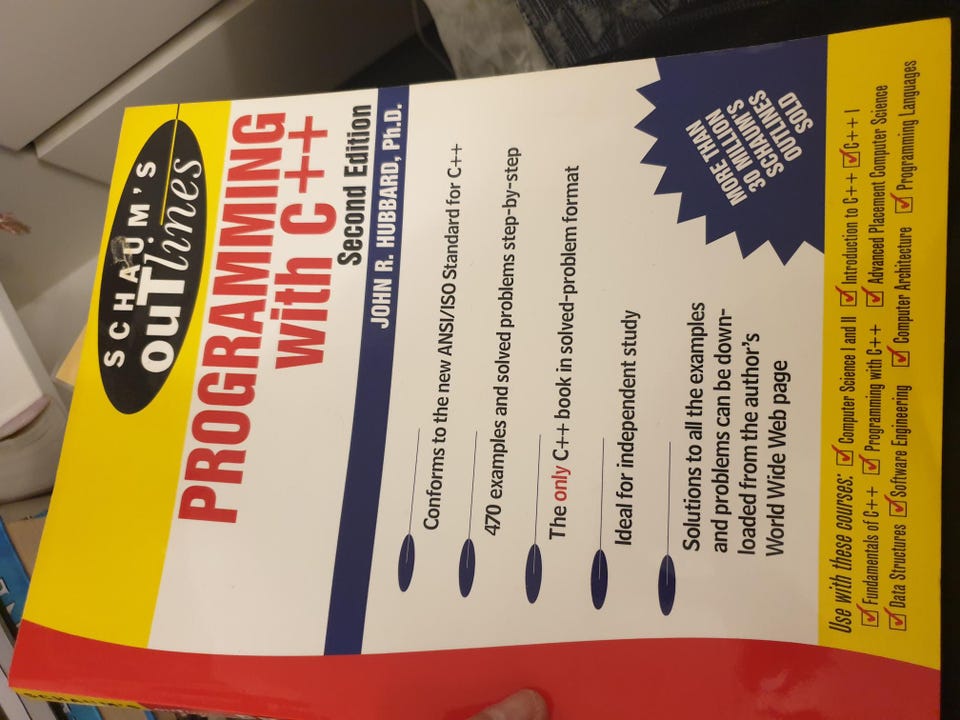 SCHAUM'S
ouTlines
PROGRAMMING
with C++
Second Edition
JOHN R. HUBBARD, Ph.D.
Conforms to the new ANSI/ISO Standard for C++
470 examples and solved problems step-by-step
The only C++ book in solved-problem format
Ideal for independent study
Solutions to all the examples
and problems can be down-
loaded from the author's
World Wide Web page
MORE THAN
30 MILLION
SCHAUM'S
OUTLINES
SOLD
Use with these courses: ☑ Computer Science I and II ☑ Introduction to C++ ☑ C++ I
☑ Fundamentals of C++ ☑ Programming with C++ ☑ Advanced Placement Computer Science
☑ Data Structures ☑ Software Engineering ☑ Computer Architecture ☑ Programming Languages
SCHAUM'S